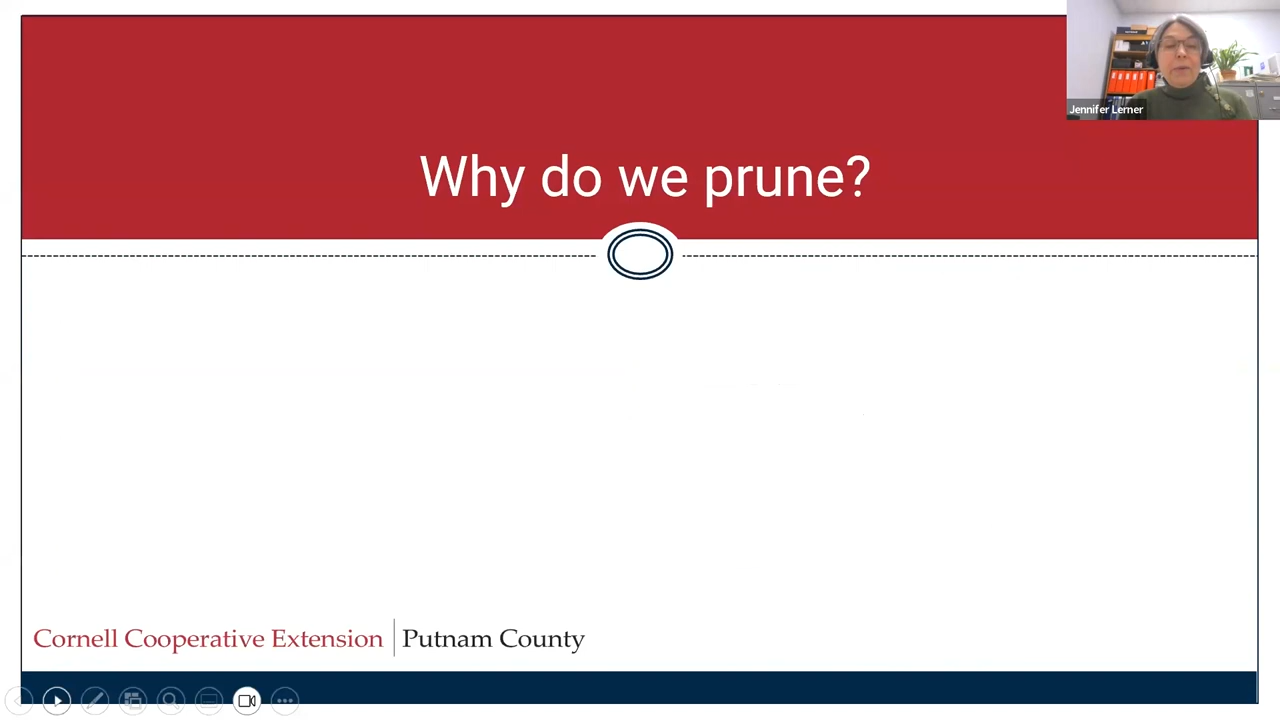 Jennifer Lerner
Why do we prune?
Cornell Cooperative Extension | Putnam County